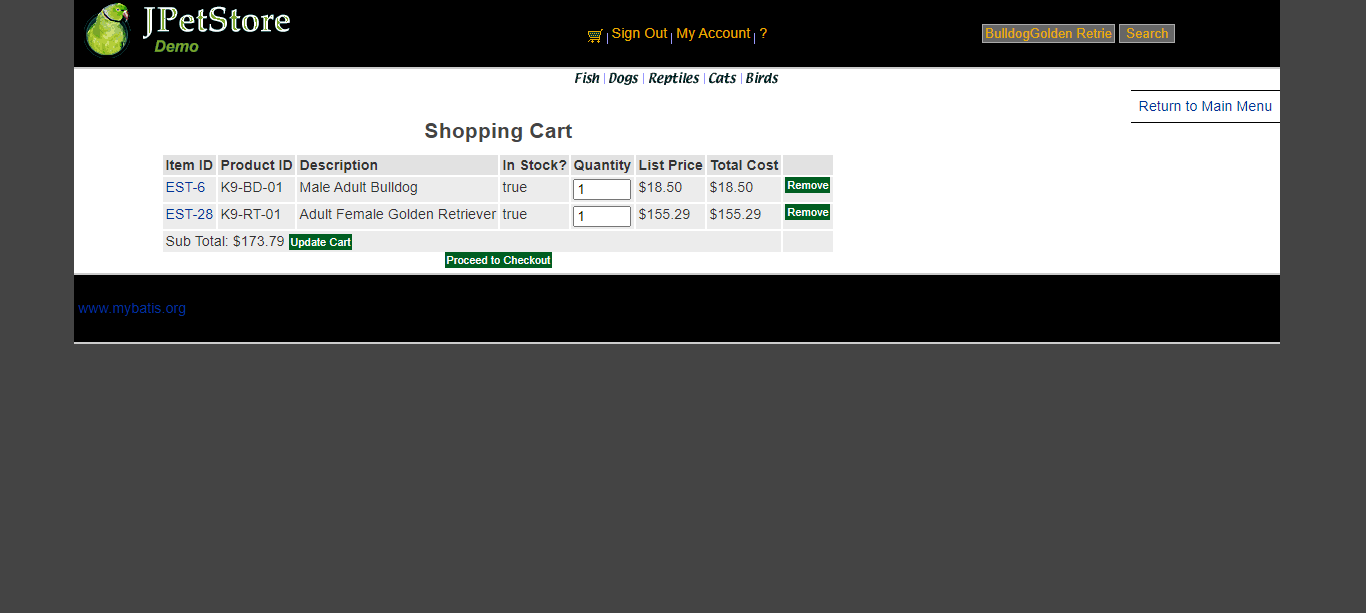 JPetStore
Demo
Sign Out | My Account | ?
BulldogGolden Retrie Search
Fish | Dogs | Reptiles | Cats | Birds
Return to Main Menu
Shopping Cart
Item ID Product ID Description In Stock? Quantity List Price Total Cost
EST-6 K9-BD-01 Male Adult Bulldog true 1 $18.50 $18.50 Remove
EST-28 K9-RT-01 Adult Female Golden Retriever true 1 $155.29 $155.29 Remove
Sub Total: $173.79 Update Cart
Proceed to Checkout
www.mybatis.org